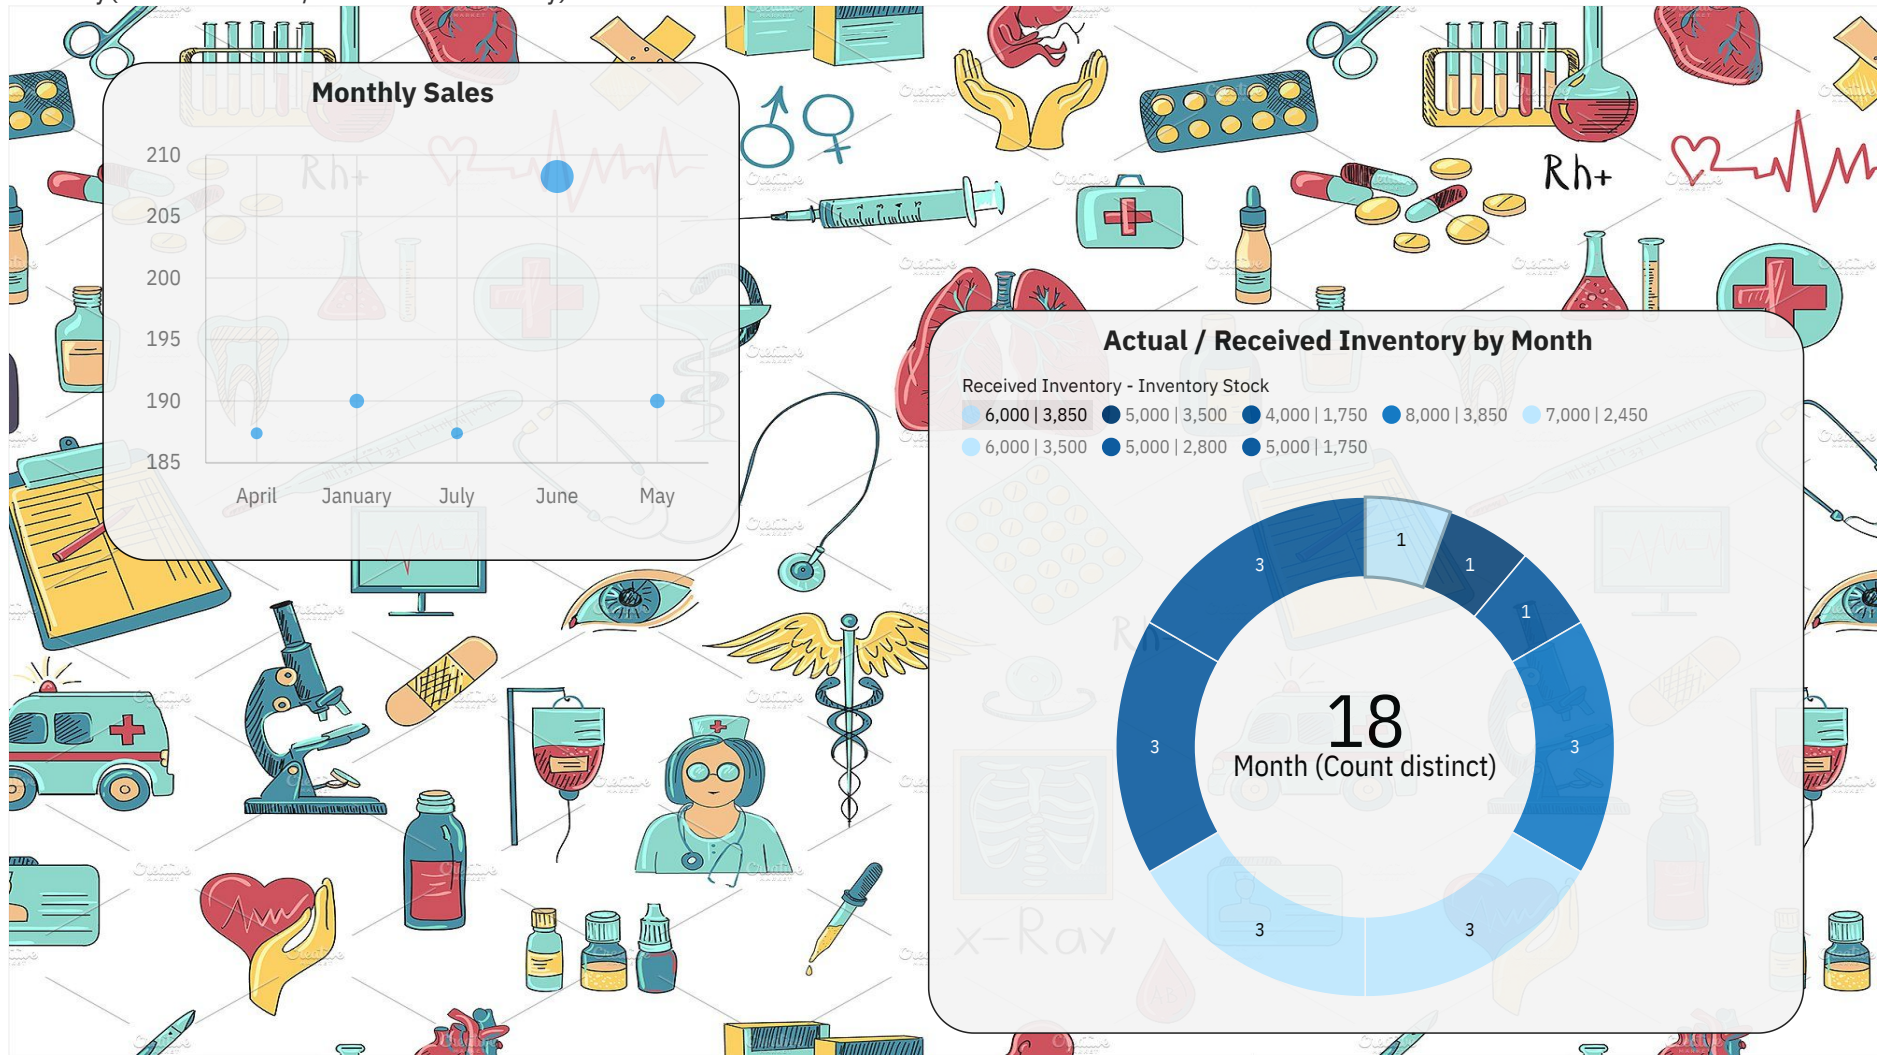 Monthly Sales
210
205
200
195
190
185
April January July June May
Rh+
Actual / Received Inventory by Month
Received Inventory - Inventory Stock
6,000 | 3,850 5,000 | 3,500 4,000 | 1,750 8,000 | 3,850 7,000 | 2,450
6,000 | 3,500 5,000 | 2,800 5,000 | 1,750
1
1
1
3
3
3
3
3
18
Month (Count distinct)
Rh+
x-Ray
AB